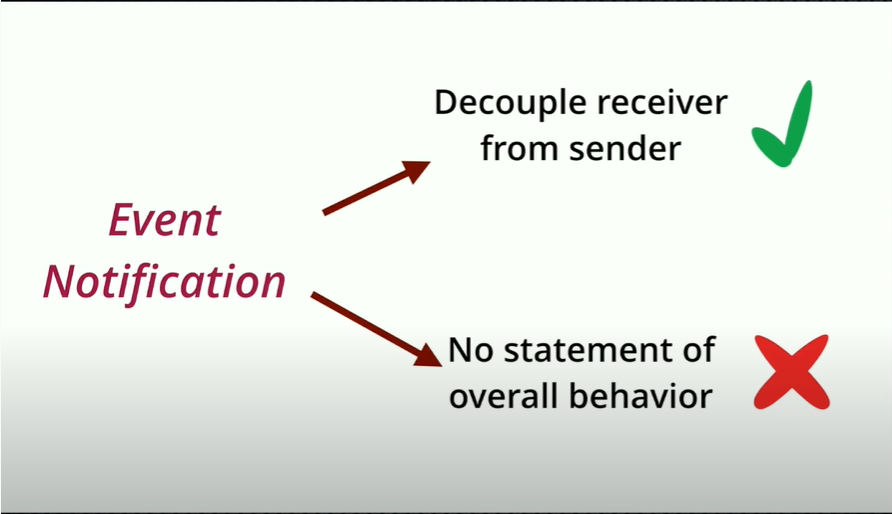 Decouple receiver
from sender
Event
Notification
No statement of
overall behavior